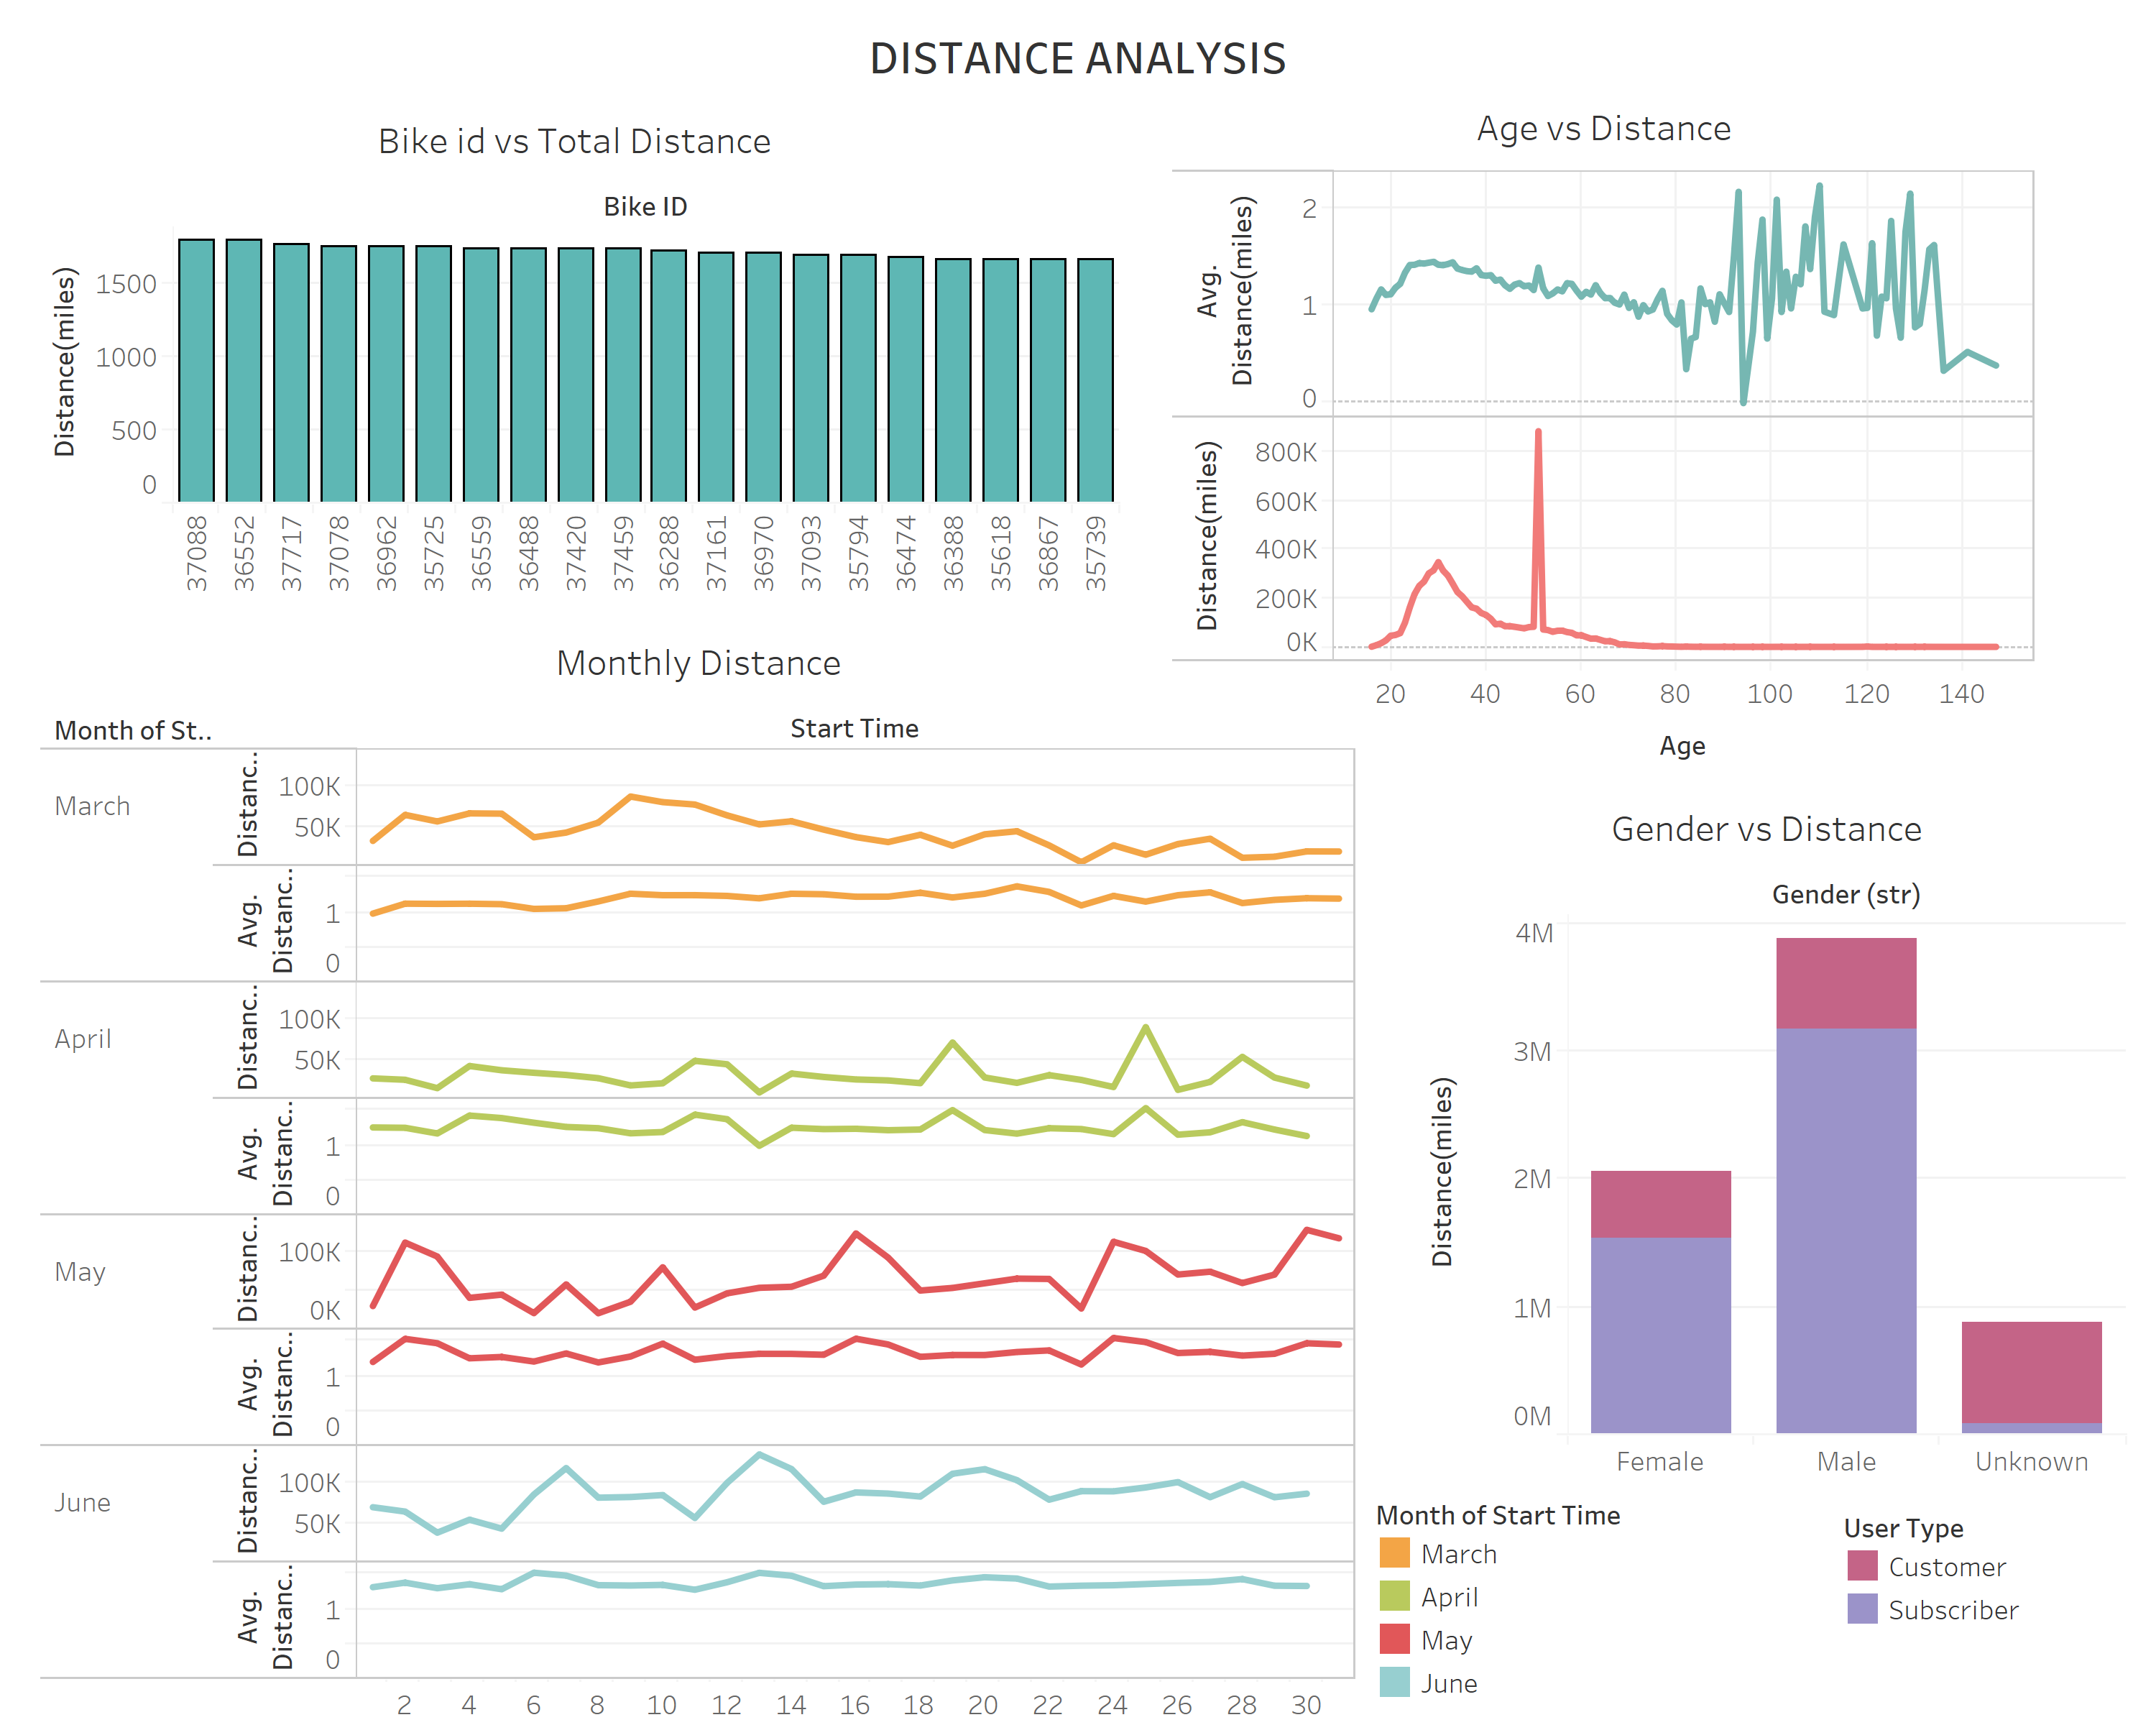 DISTANCE ANALYSIS
Bike id vs Total Distance
Bike ID
Distance(miles)
1500
1000
500
0
37088 36552 37717 37078 36962 35725 36559 36488 37420 37459 36288 37161 36970 37093 35794 36474 36388 35618 36867 35739
Age vs Distance
Avg.
Distance(miles)
2
1
0
Distance(miles)
800K
600K
400K
200K
0K
20 40 60 80 100 120 140
Age
Monthly Distance
Month of St..
Start Time
March
Distanc..
100K
50K
Avg.
Distanc..
1
0
April
Distanc..
100K
50K
Avg.
Distanc..
1
0
May
Distanc..
100K
0K
Avg.
Distanc..
1
0
June
Distanc..
100K
50K
Avg.
Distanc..
1
0
2 4 6 8 10 12 14 16 18 20 22 24 26 28 30
Gender vs Distance
Gender (str)
Distance(miles)
4M
3M
2M
1M
0M
Female Male Unknown
Month of Start Time
March
April
May
June
User Type
Customer
Subscriber